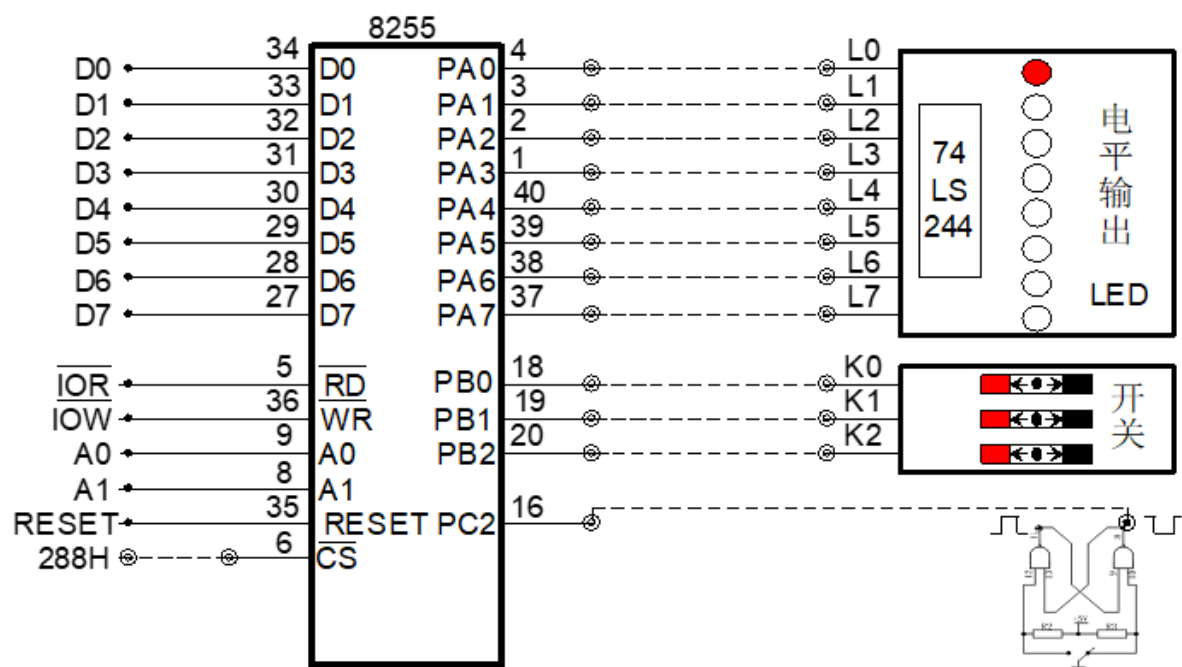 8255
D0 34 D0 PA0 4 L0
D1 33 D1 PA1 3 L1
D2 32 D2 PA2 2 L2
D3 31 D3 PA3 1 L3
D4 30 D4 PA4 40 L4
D5 29 D5 PA5 39 L5
D6 28 D6 PA6 38 L6
D7 27 D7 PA7 37 L7
74
LS
244
电平输出
LED
IOR 5 RD PB0 18 K0
IOW 36 WR PB1 19 K1
A0 9 A0 PB2 20 K2
开关
A1 8 A1
RESET 35 RESET PC2 16
288H 6 CS
R2 +5V R3